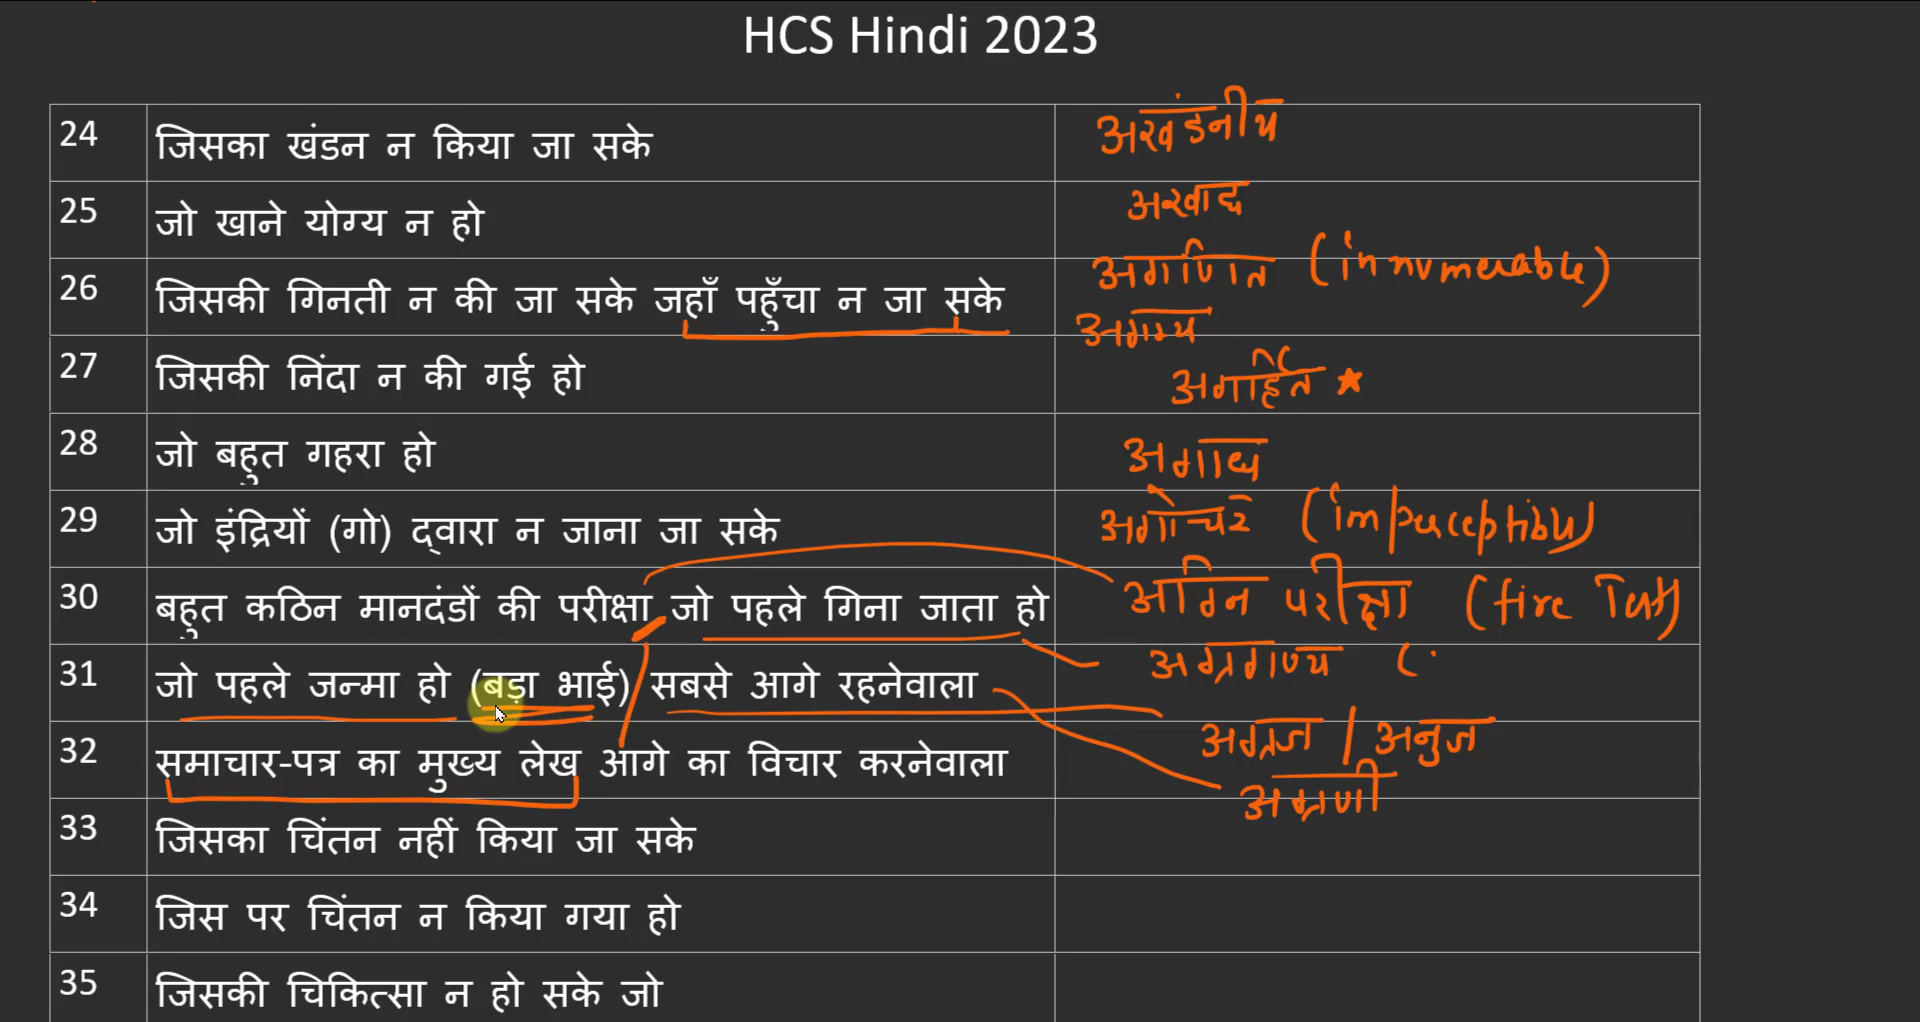 HCS Hindi 2023
24 जिसका खंडन न किया जा सके अखंडनीय
25 जो खाने योग्य न हो अखाद्य
26 जिसकी गिनती न की जा सके जहाँ पहुँचा न जा सके अगणित (innumerable)
अगम्य
27 जिसकी निंदा न की गई हो अगर्हित ★
28 जो बहुत गहरा हो अगाध
29 जो इंद्रियों (गो) द्वारा न जाना जा सके अगोचर (imperceptible)
30 बहुत कठिन मानदंडों की परीक्षा जो पहले गिना जाता हो अग्नि परीक्षा (fire Test)
अग्रगण्य (
31 जो पहले जन्मा हो (बड़ा भाई) सबसे आगे रहनेवाला
अग्रज / अनुज
32 समाचार-पत्र का मुख्य लेख आगे का विचार करनेवाला
अग्रणी
33 जिसका चिंतन नहीं किया जा सके
34 जिस पर चिंतन न किया गया हो
35 जिसकी चिकित्सा न हो सके जो